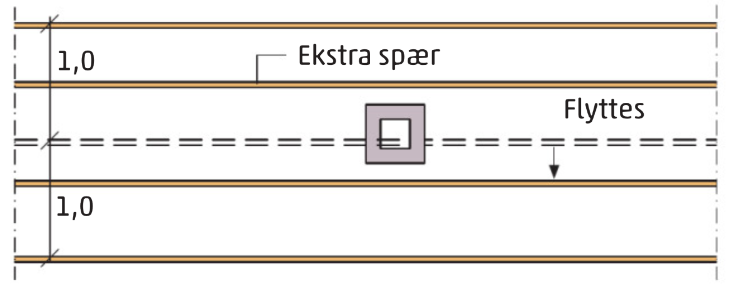 1,0
Ekstra spær
Flyttes
1,0